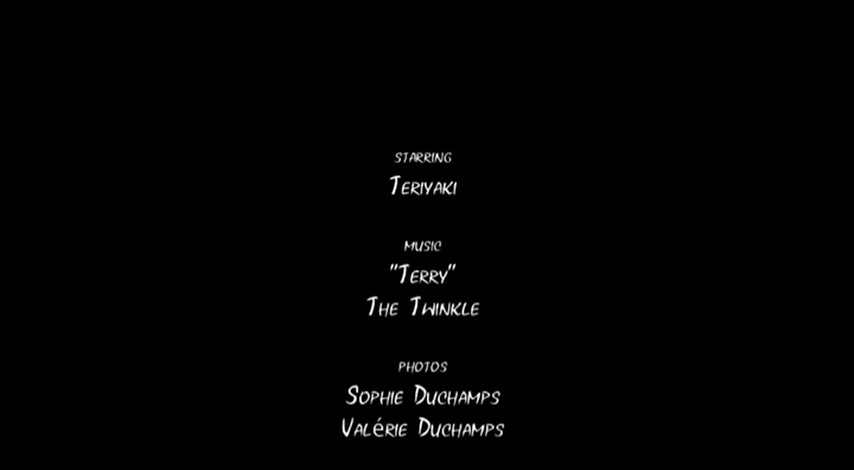 STARRING
TERIYAKI
MUSIC
"TERRY"
THE TWINKLE
PHOTOS
SOPHIE DUCHAMPS
VALéRIE DUCHAMPS